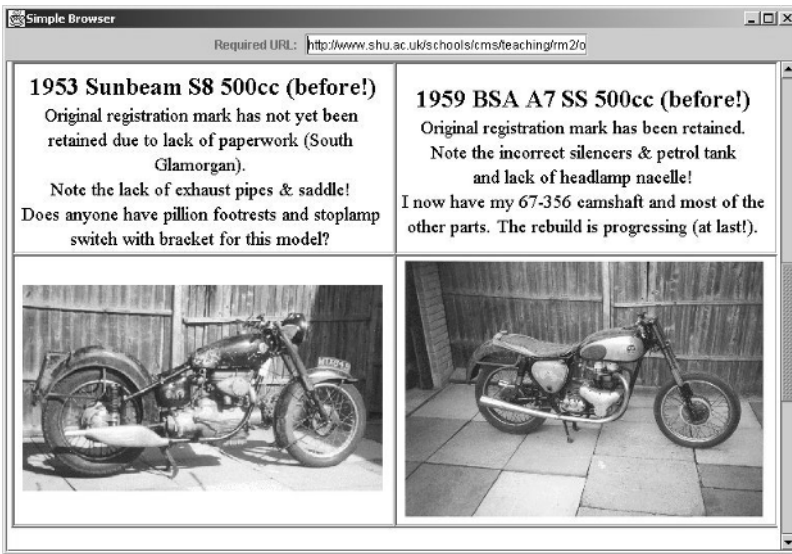 Simple Browser
Required URL: http://www.shu.ac.uk/schools/cms/teaching/rm2/o
1953 Sunbeam S8 500cc (before!)
Original registration mark has not yet been
retained due to lack of paperwork (South
Glamorgan).
Note the lack of exhaust pipes & saddle!
Does anyone have pillion footrests and stoplamp
switch with bracket for this model?
1959 BSA A7 SS 500cc (before!)
Original registration mark has been retained.
Note the incorrect silencers & petrol tank
and lack of headlamp nacelle!
I now have my 67-356 camshaft and most of the
other parts. The rebuild is progressing (at last!).